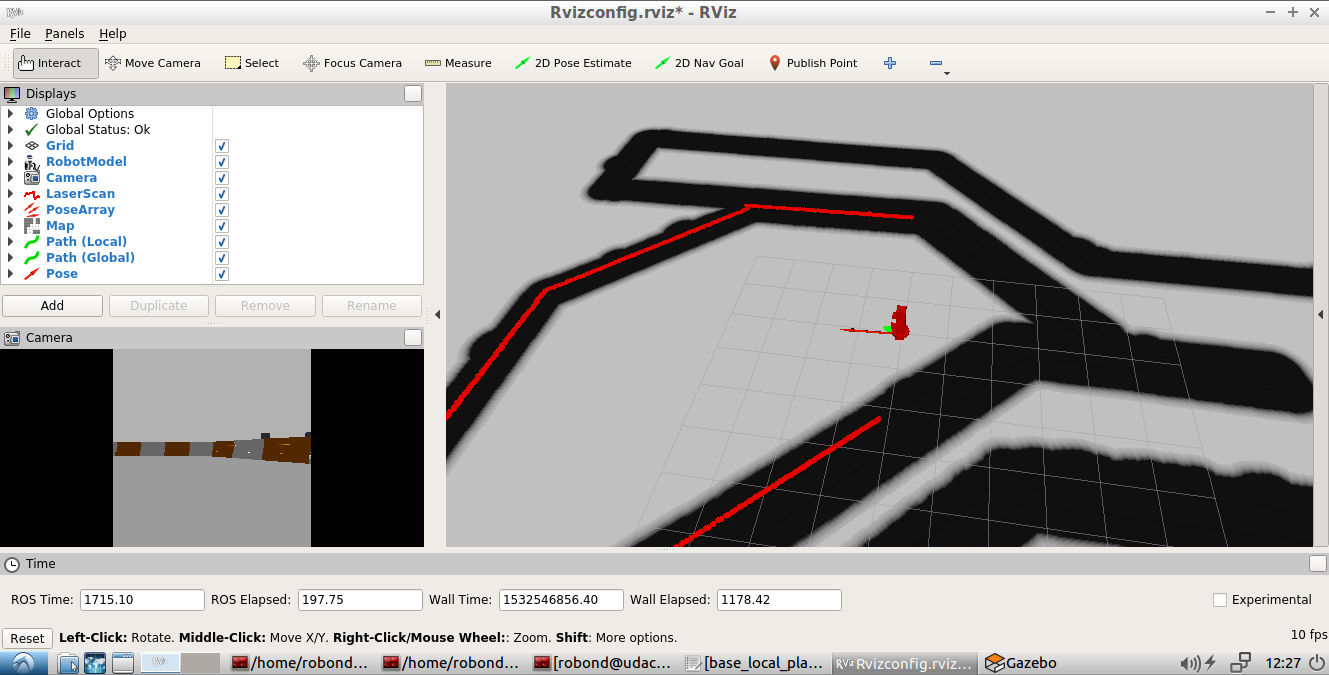 RViz
Rvizconfig.rviz* - RViz
File Panels Help
Interact Move Camera Select Focus Camera Measure 2D Pose Estimate 2D Nav Goal Publish Point
Displays
Global Options
Global Status: Ok
Grid
RobotModel
Camera
LaserScan
PoseArray
Map
Path (Local)
Path (Global)
Pose
Add Duplicate Remove Rename
Camera
Time
ROS Time: 1715.10 ROS Elapsed: 197.75 Wall Time: 1532546856.40 Wall Elapsed: 1178.42 Experimental
Reset Left-Click: Rotate. Middle-Click: Move X/Y. Right-Click/Mouse Wheel:: Zoom. Shift: More options. 10 fps
RViz /home/robond... /home/robond... [robond@udac... [base_local_pla... RViz Rvizconfig.rviz... Gazebo 12:27